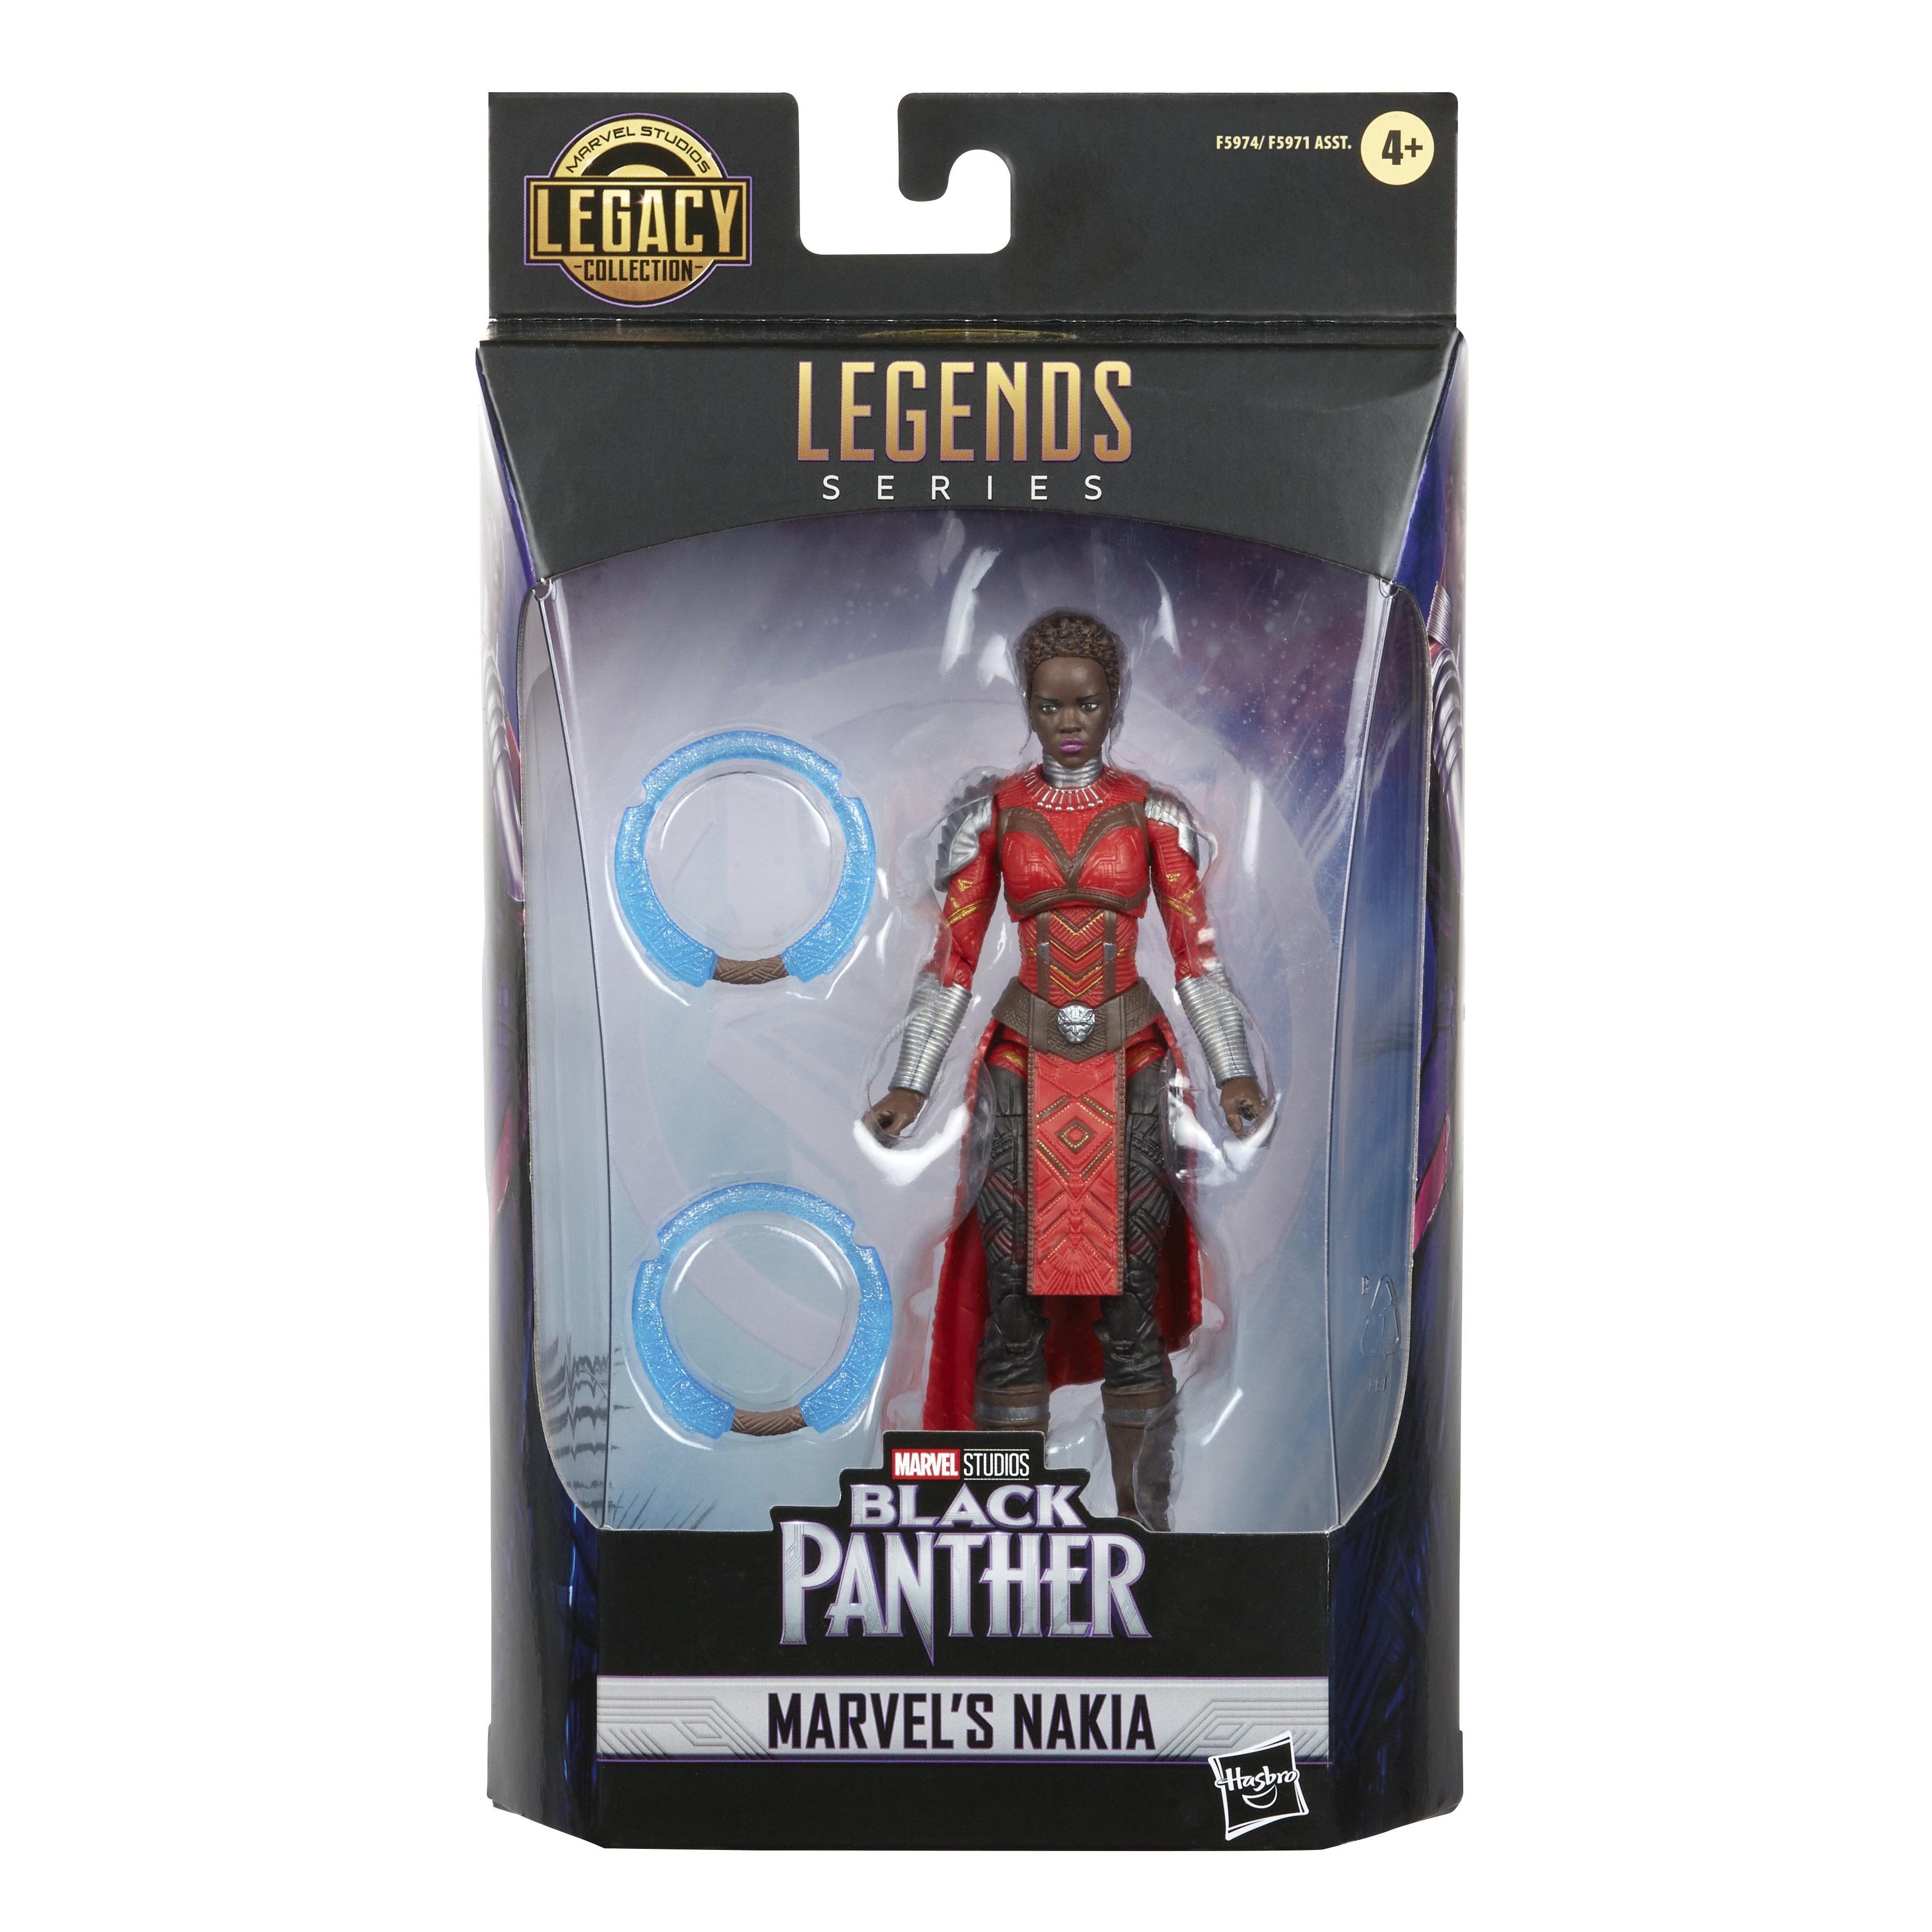 MARVEL STUDIOS
LEGACY
-COLLECTION-
F5974/ F5971 ASST.
4+
LEGENDS
SERIES
MARVEL STUDIOS
BLACK
PANTHER
MARVEL'S NAKIA
Hasbro